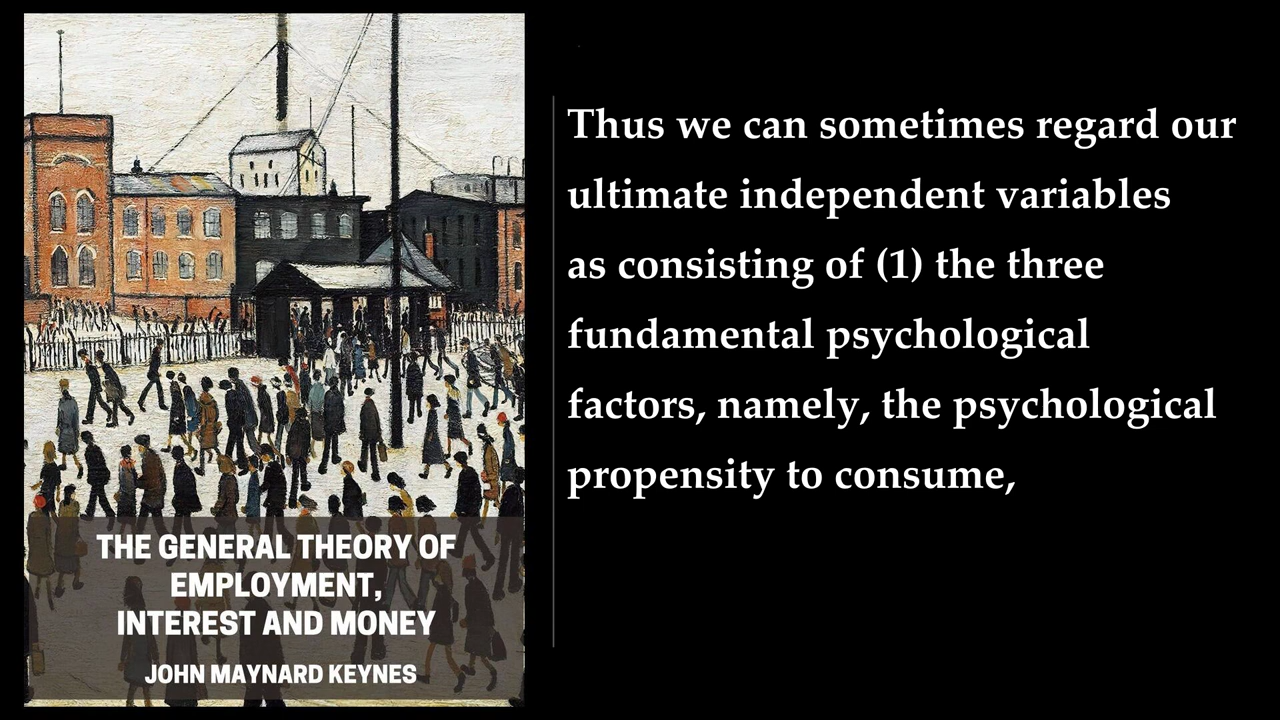 THE GENERAL THEORY OF
EMPLOYMENT,
INTEREST AND MONEY
JOHN MAYNARD KEYNES
Thus we can sometimes regard our
ultimate independent variables
as consisting of (1) the three
fundamental psychological
factors, namely, the psychological
propensity to consume,